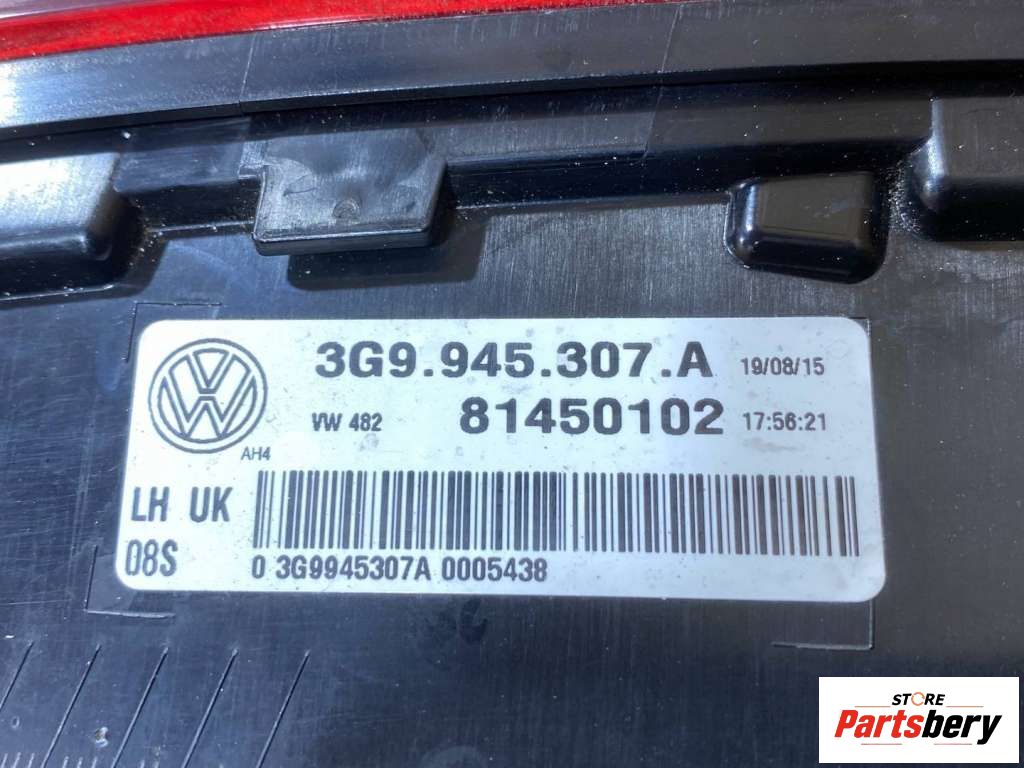 3G9.945.307.A 19/08/15
VW 482 81450102 17:56:21
AH4
LH UK
08S
0 3G9945307A 0005438
STORE
Partsbery